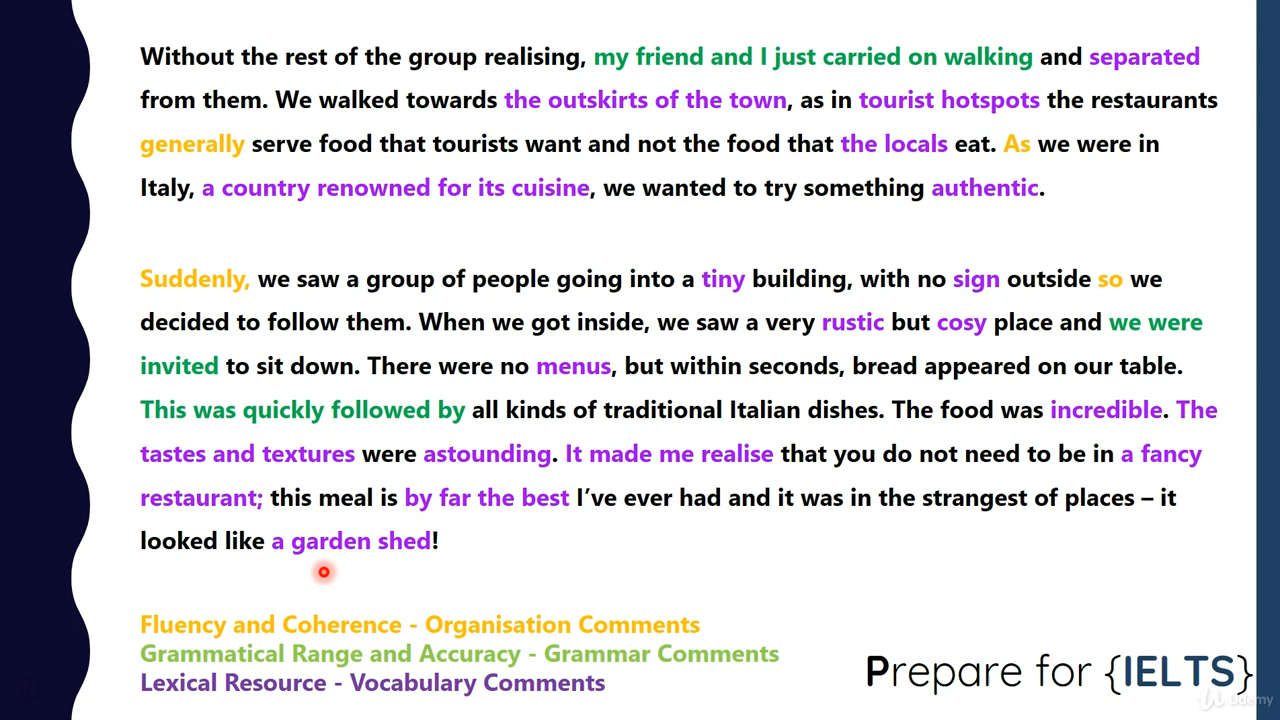 Without the rest of the group realising, my friend and I just carried on walking and separated
from them. We walked towards the outskirts of the town, as in tourist hotspots the restaurants
generally serve food that tourists want and not the food that the locals eat. As we were in
Italy, a country renowned for its cuisine, we wanted to try something authentic.
Suddenly, we saw a group of people going into a tiny building, with no sign outside so we
decided to follow them. When we got inside, we saw a very rustic but cosy place and we were
invited to sit down. There were no menus, but within seconds, bread appeared on our table.
This was quickly followed by all kinds of traditional Italian dishes. The food was incredible. The
tastes and textures were astounding. It made me realise that you do not need to be in a fancy
restaurant; this meal is by far the best I’ve ever had and it was in the strangest of places – it
looked like a garden shed!
Fluency and Coherence - Organisation Comments
Grammatical Range and Accuracy - Grammar Comments
Lexical Resource - Vocabulary Comments
Prepare for {IELTS}
Udemy